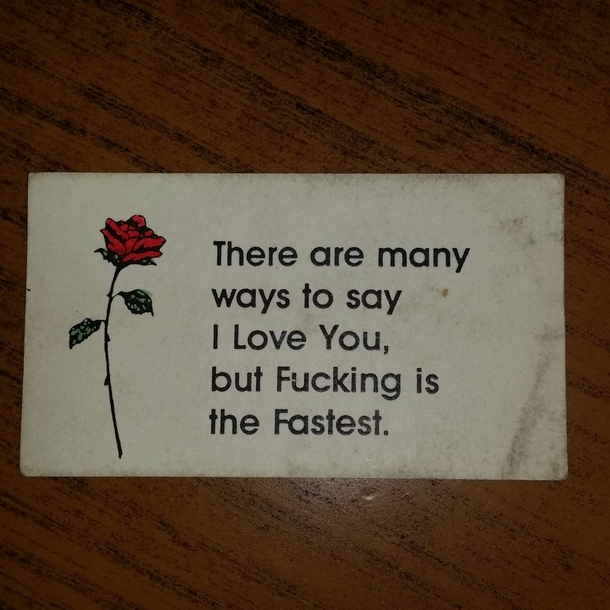 There are many
ways to say
I Love You,
but Fucking is
the Fastest.